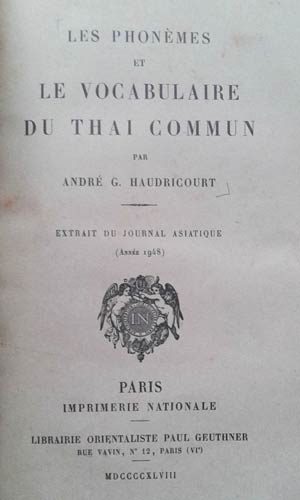 LES PHONÈMES
ET
LE VOCABULAIRE
DU THAI COMMUN
PAR
ANDRÉ G. HAUDRICOURT
EXTRAIT DU JOURNAL ASIATIQUE
(Année 1948)
IN
PARIS
IMPRIMERIE NATIONALE
LIBRAIRIE ORIENTALISTE PAUL GEUTHNER
RUE VAVIN, N° 12, PARIS (VIᵉ)
MDCCCCXLVIII